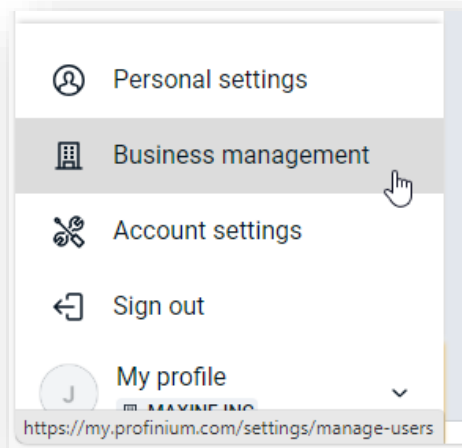 Personal settings
Business management
Account settings
Sign out
J
My profile
MAXINE INC
https://my.profinium.com/settings/manage-users